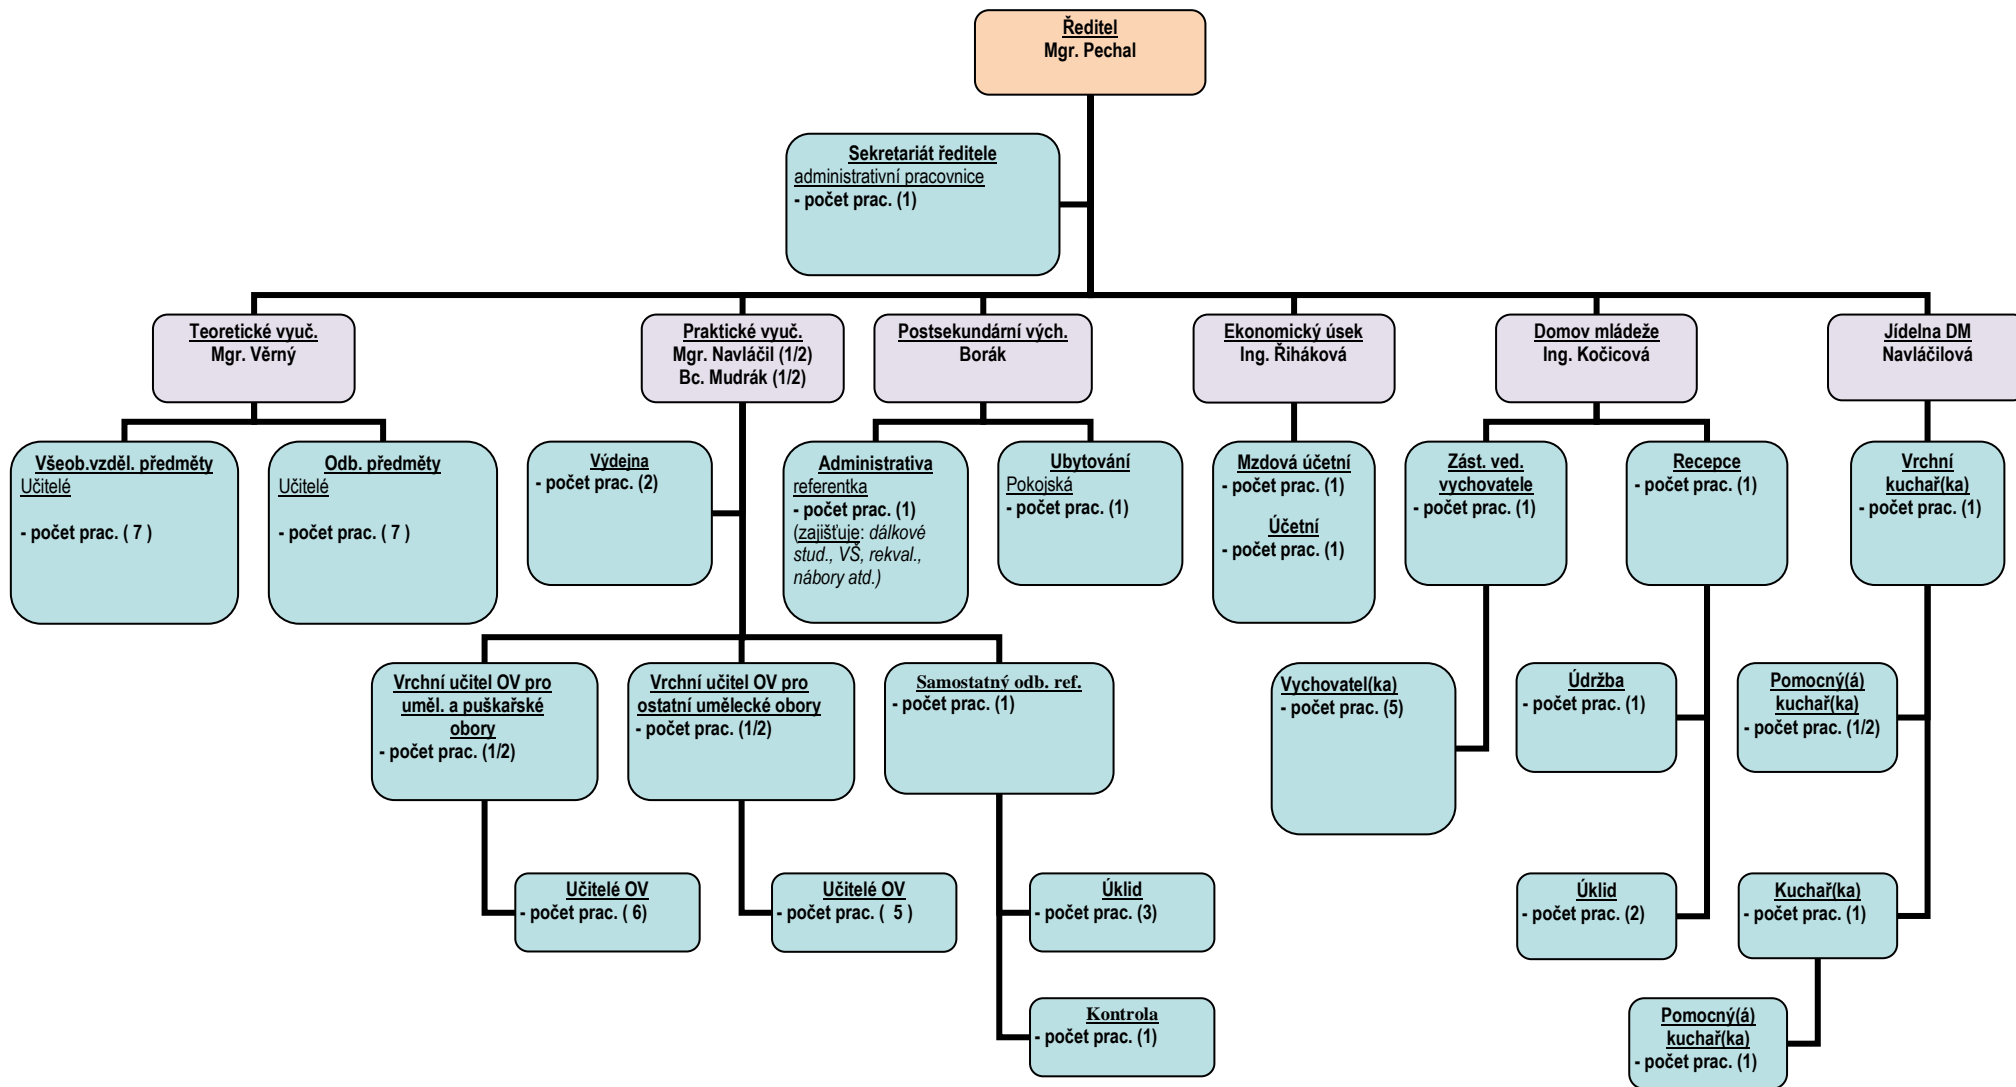 Ředitel
Mgr. Pechal
Sekretariát ředitele
administrativní pracovnice
- počet prac. (1)
Teoretické vyuč.
Mgr. Věrný
Praktické vyuč.
Mgr. Navláčil (1/2)
Bc. Mudrák (1/2)
Postsekundární vých.
Borák
Ekonomický úsek
Ing. Řiháková
Domov mládeže
Ing. Kočicová
Jídelna DM
Navláčilová
Všeob.vzděl. předměty
Učitelé
- počet prac. ( 7 )
Odb. předměty
Učitelé
- počet prac. ( 7 )
Výdejna
- počet prac. (2)
Administrativa
referentka
- počet prac. (1)
(zajišťuje: dálkové
stud., VŠ, rekval.,
nábory atd.)
Ubytování
Pokojská
- počet prac. (1)
Mzdová účetní
- počet prac. (1)
Účetní
- počet prac. (1)
Zást. ved.
vychovatele
- počet prac. (1)
Recepce
- počet prac. (1)
Vrchní
kuchař(ka)
- počet prac. (1)
Vrchní učitel OV pro
uměl. a puškařské
obory
- počet prac. (1/2)
Vrchní učitel OV pro
ostatní umělecké obory
- počet prac. (1/2)
Samostatný odb. ref.
- počet prac. (1)
Vychovatel(ka)
- počet prac. (5)
Údržba
- počet prac. (1)
Pomocný(á)
kuchař(ka)
- počet prac. (1/2)
Učitelé OV
- počet prac. ( 6)
Učitelé OV
- počet prac. ( 5 )
Úklid
- počet prac. (3)
Úklid
- počet prac. (2)
Kuchař(ka)
- počet prac. (1)
Kontrola
- počet prac. (1)
Pomocný(á)
kuchař(ka)
- počet prac. (1)